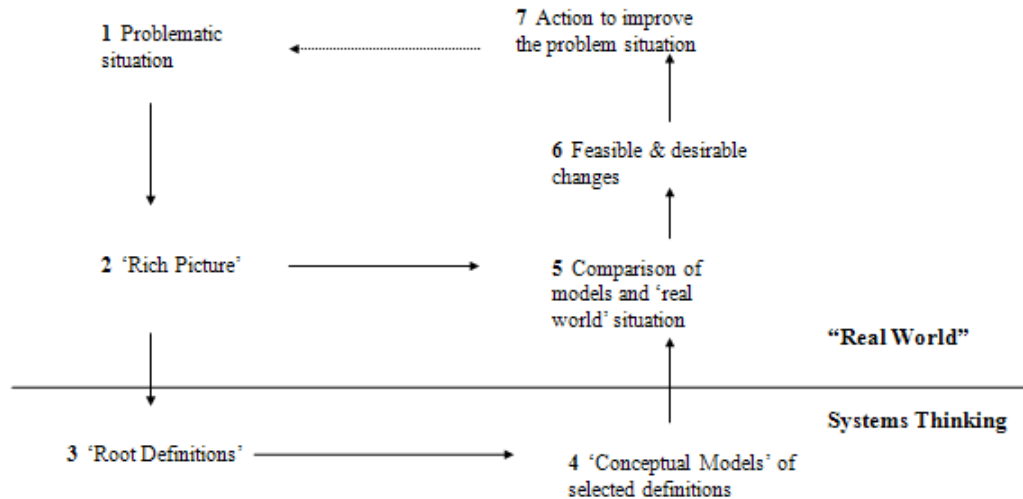 1 Problematic
situation
7 Action to improve
the problem situation
6 Feasible & desirable
changes
2 ‘Rich Picture’
5 Comparison of
models and ‘real
world’ situation
“Real World”
Systems Thinking
3 ‘Root Definitions’
4 ‘Conceptual Models’ of
selected definitions